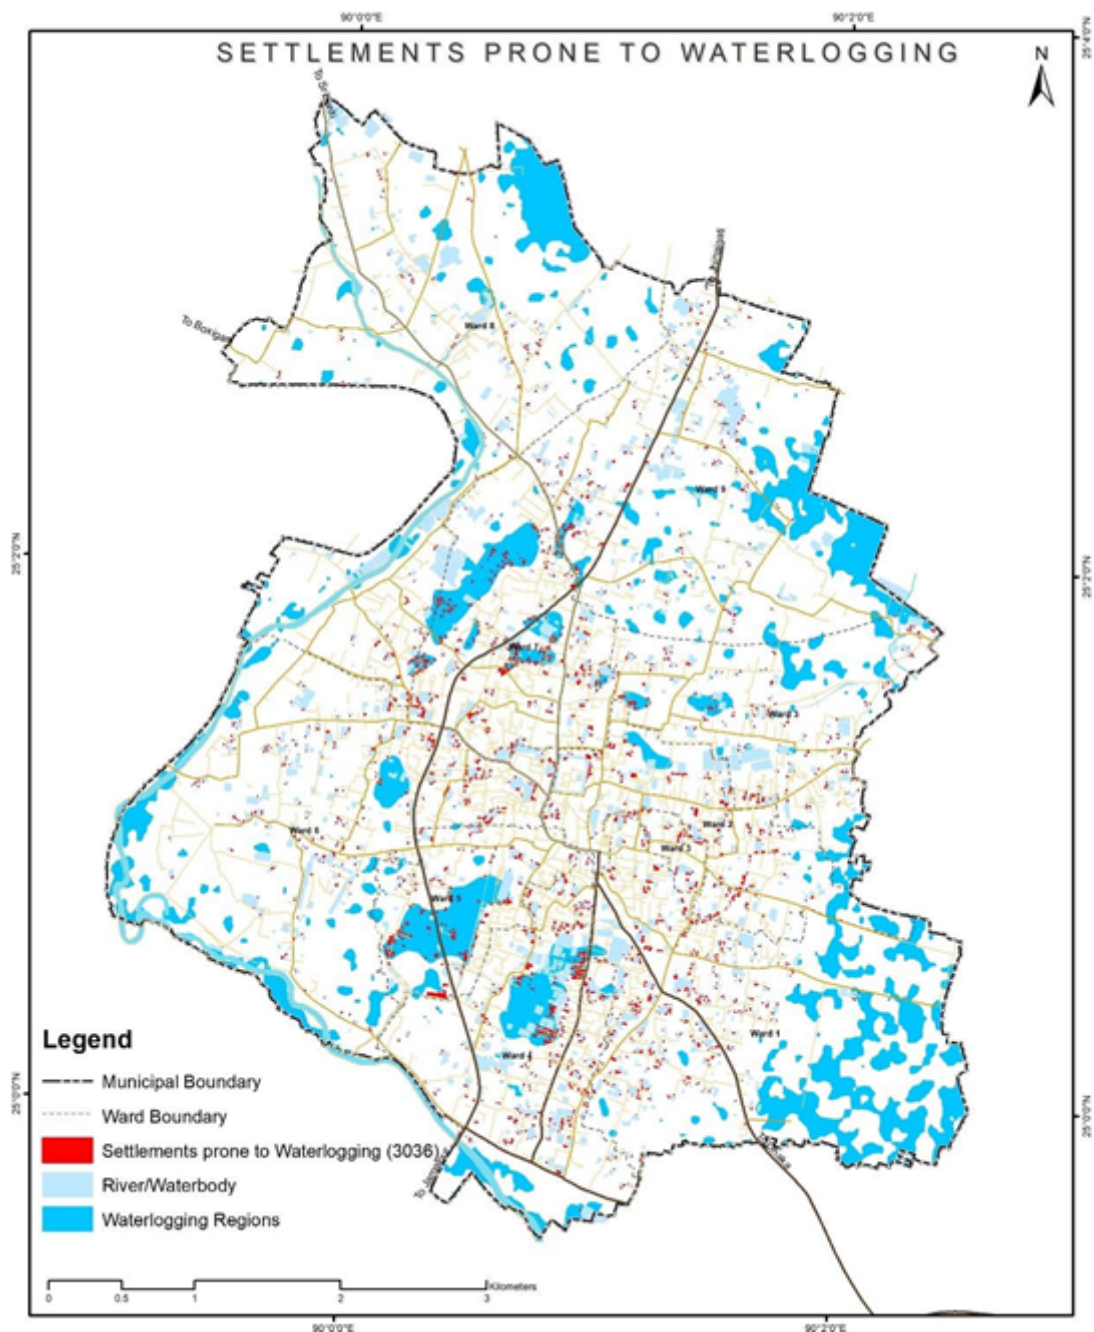 90°0'0"E
90°2'0"E
25°4'0"N
SETTLEMENTS PRONE TO WATERLOGGING
N
To Boxiganj
Ward 8
Ward 9
25°2'0"N
25°2'0"N
Ward 7
Ward 3
Ward 2
Ward 6
Ward 5
Ward 1
Ward 4
25°0'0"N
25°0'0"N
Legend
Municipal Boundary
Ward Boundary
Settlements prone to Waterlogging (3036)
River/Waterbody
Waterlogging Regions
Kilometers
0 0.5 1 2 3
90°0'0"E
90°2'0"E